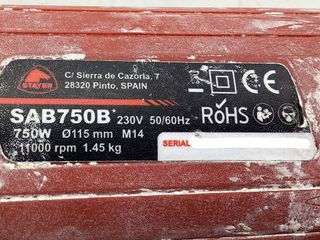 STAYER
C/ Sierra de Cazorla, 7
28320 Pinto, SPAIN
CE
SAB750B 230V 50/60Hz RoHS
750W Ø115 mm M14
11000 rpm 1.45 kg
SERIAL